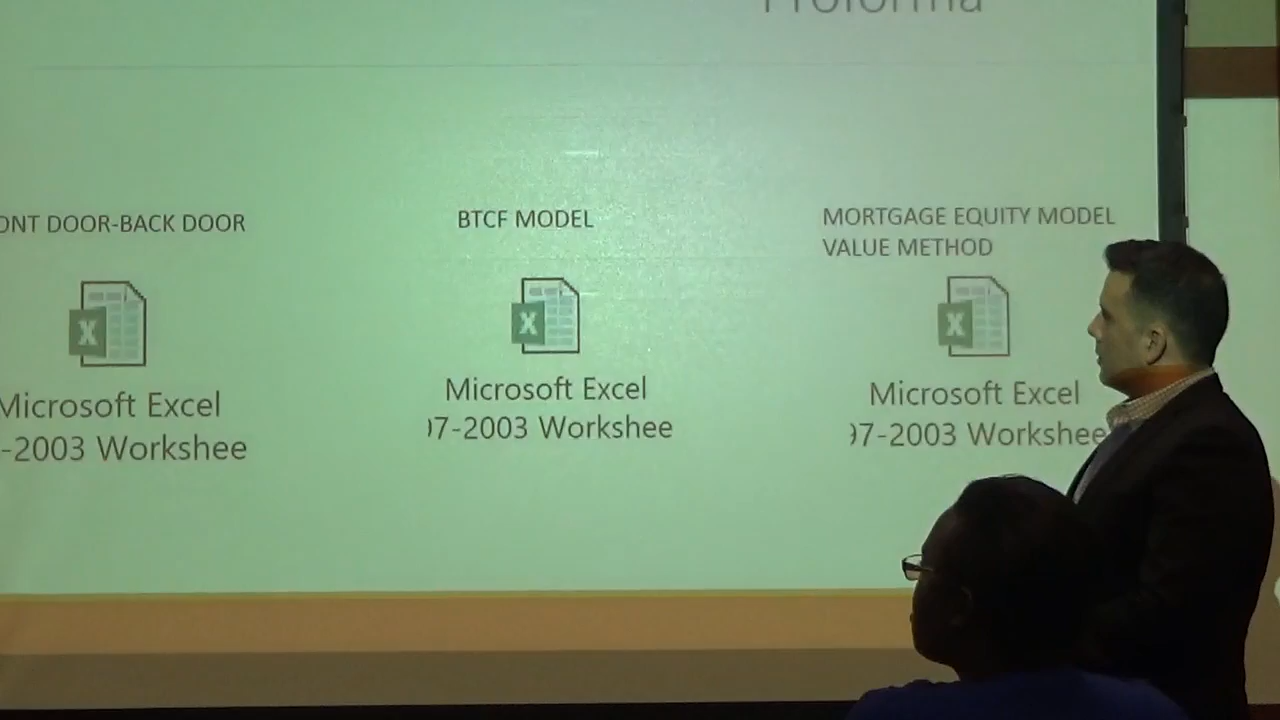 Proforma
ONT DOOR-BACK DOOR
BTCF MODEL
MORTGAGE EQUITY MODEL
VALUE METHOD
X
X
X
Microsoft Excel
-2003 Workshee
Microsoft Excel
97-2003 Workshee
Microsoft Excel
97-2003 Workshee